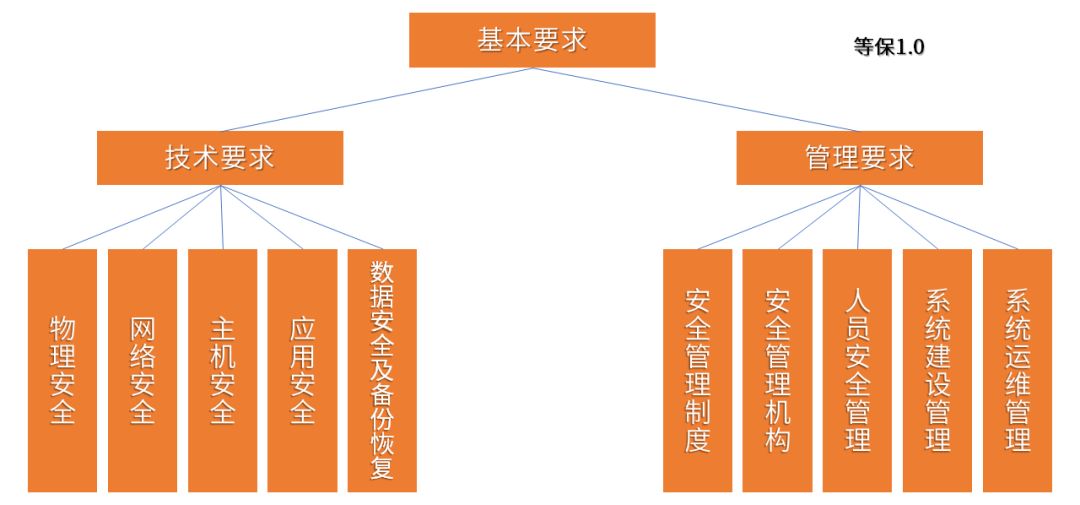 基本要求
等保1.0
技术要求
管理要求
物理安全
网络安全
主机安全
应用安全
数据安全及备份恢复
安全管理制度
安全管理机构
人员安全管理
系统建设管理
系统运维管理